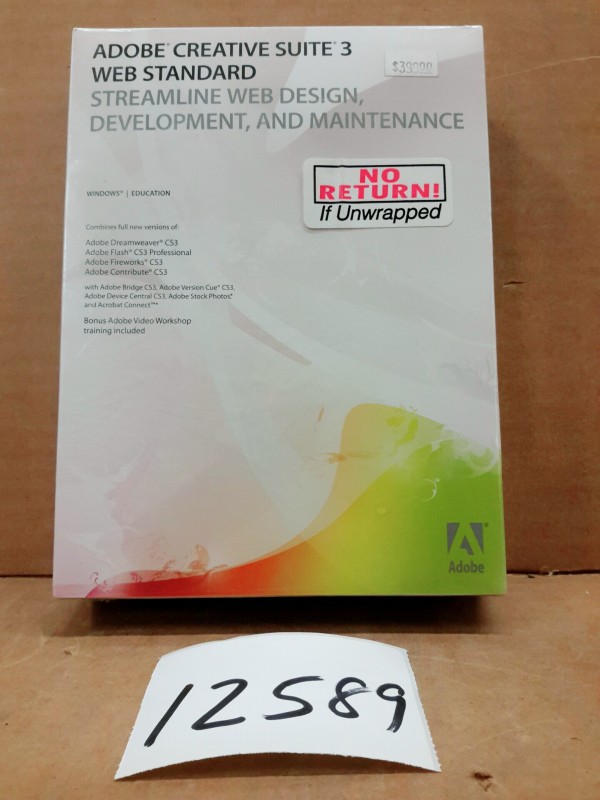 ADOBE® CREATIVE SUITE® 3
WEB STANDARD
STREAMLINE WEB DESIGN,
DEVELOPMENT, AND MAINTENANCE
WINDOWS® | EDUCATION
NO
RETURN!
If Unwrapped
Combines full new versions of:
Adobe Dreamweaver® CS3
Adobe Flash® CS3 Professional
Adobe Fireworks® CS3
Adobe Contribute® CS3
with Adobe Bridge CS3, Adobe Version Cue® CS3,
Adobe Device Central CS3, Adobe Stock Photos*
and Acrobat Connect™*
Bonus Adobe Video Workshop
training included
Adobe
12589